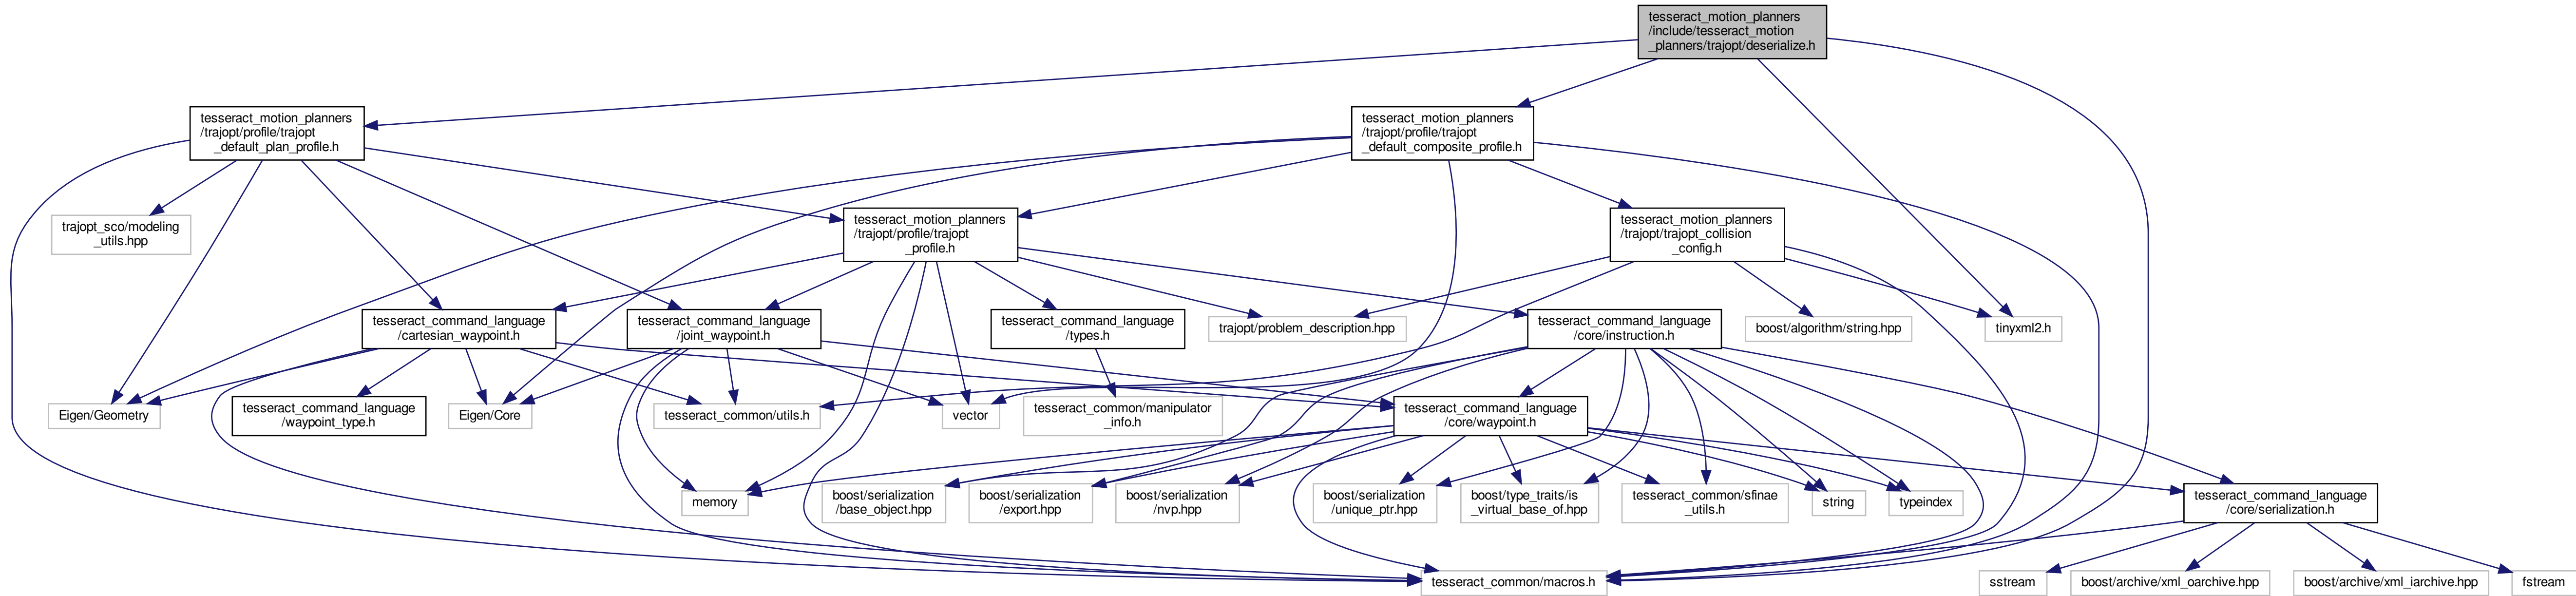 tesseract_motion_planners
/include/tesseract_motion
_planners/trajopt/deserialize.h
tesseract_motion_planners
/trajopt/profile/trajopt
_default_plan_profile.h
tesseract_motion_planners
/trajopt/profile/trajopt
_default_composite_profile.h
trajopt_sco/modeling
_utils.hpp
tesseract_motion_planners
/trajopt/profile/trajopt
_profile.h
tesseract_motion_planners
/trajopt/trajopt_collision
_config.h
tesseract_command_language
/cartesian_waypoint.h
tesseract_command_language
/joint_waypoint.h
tesseract_command_language
/types.h
trajopt/problem_description.hpp
tesseract_command_language
/core/instruction.h
boost/algorithm/string.hpp
tinyxml2.h
Eigen/Geometry
tesseract_command_language
/waypoint_type.h
Eigen/Core
tesseract_common/utils.h
vector
tesseract_common/manipulator
_info.h
tesseract_command_language
/core/waypoint.h
memory
boost/serialization
/base_object.hpp
boost/serialization
/export.hpp
boost/serialization
/nvp.hpp
boost/serialization
/unique_ptr.hpp
boost/type_traits/is
_virtual_base_of.hpp
tesseract_common/sfinae
_utils.h
string
typeindex
tesseract_command_language
/core/serialization.h
tesseract_common/macros.h
sstream
boost/archive/xml_oarchive.hpp
boost/archive/xml_iarchive.hpp
fstream